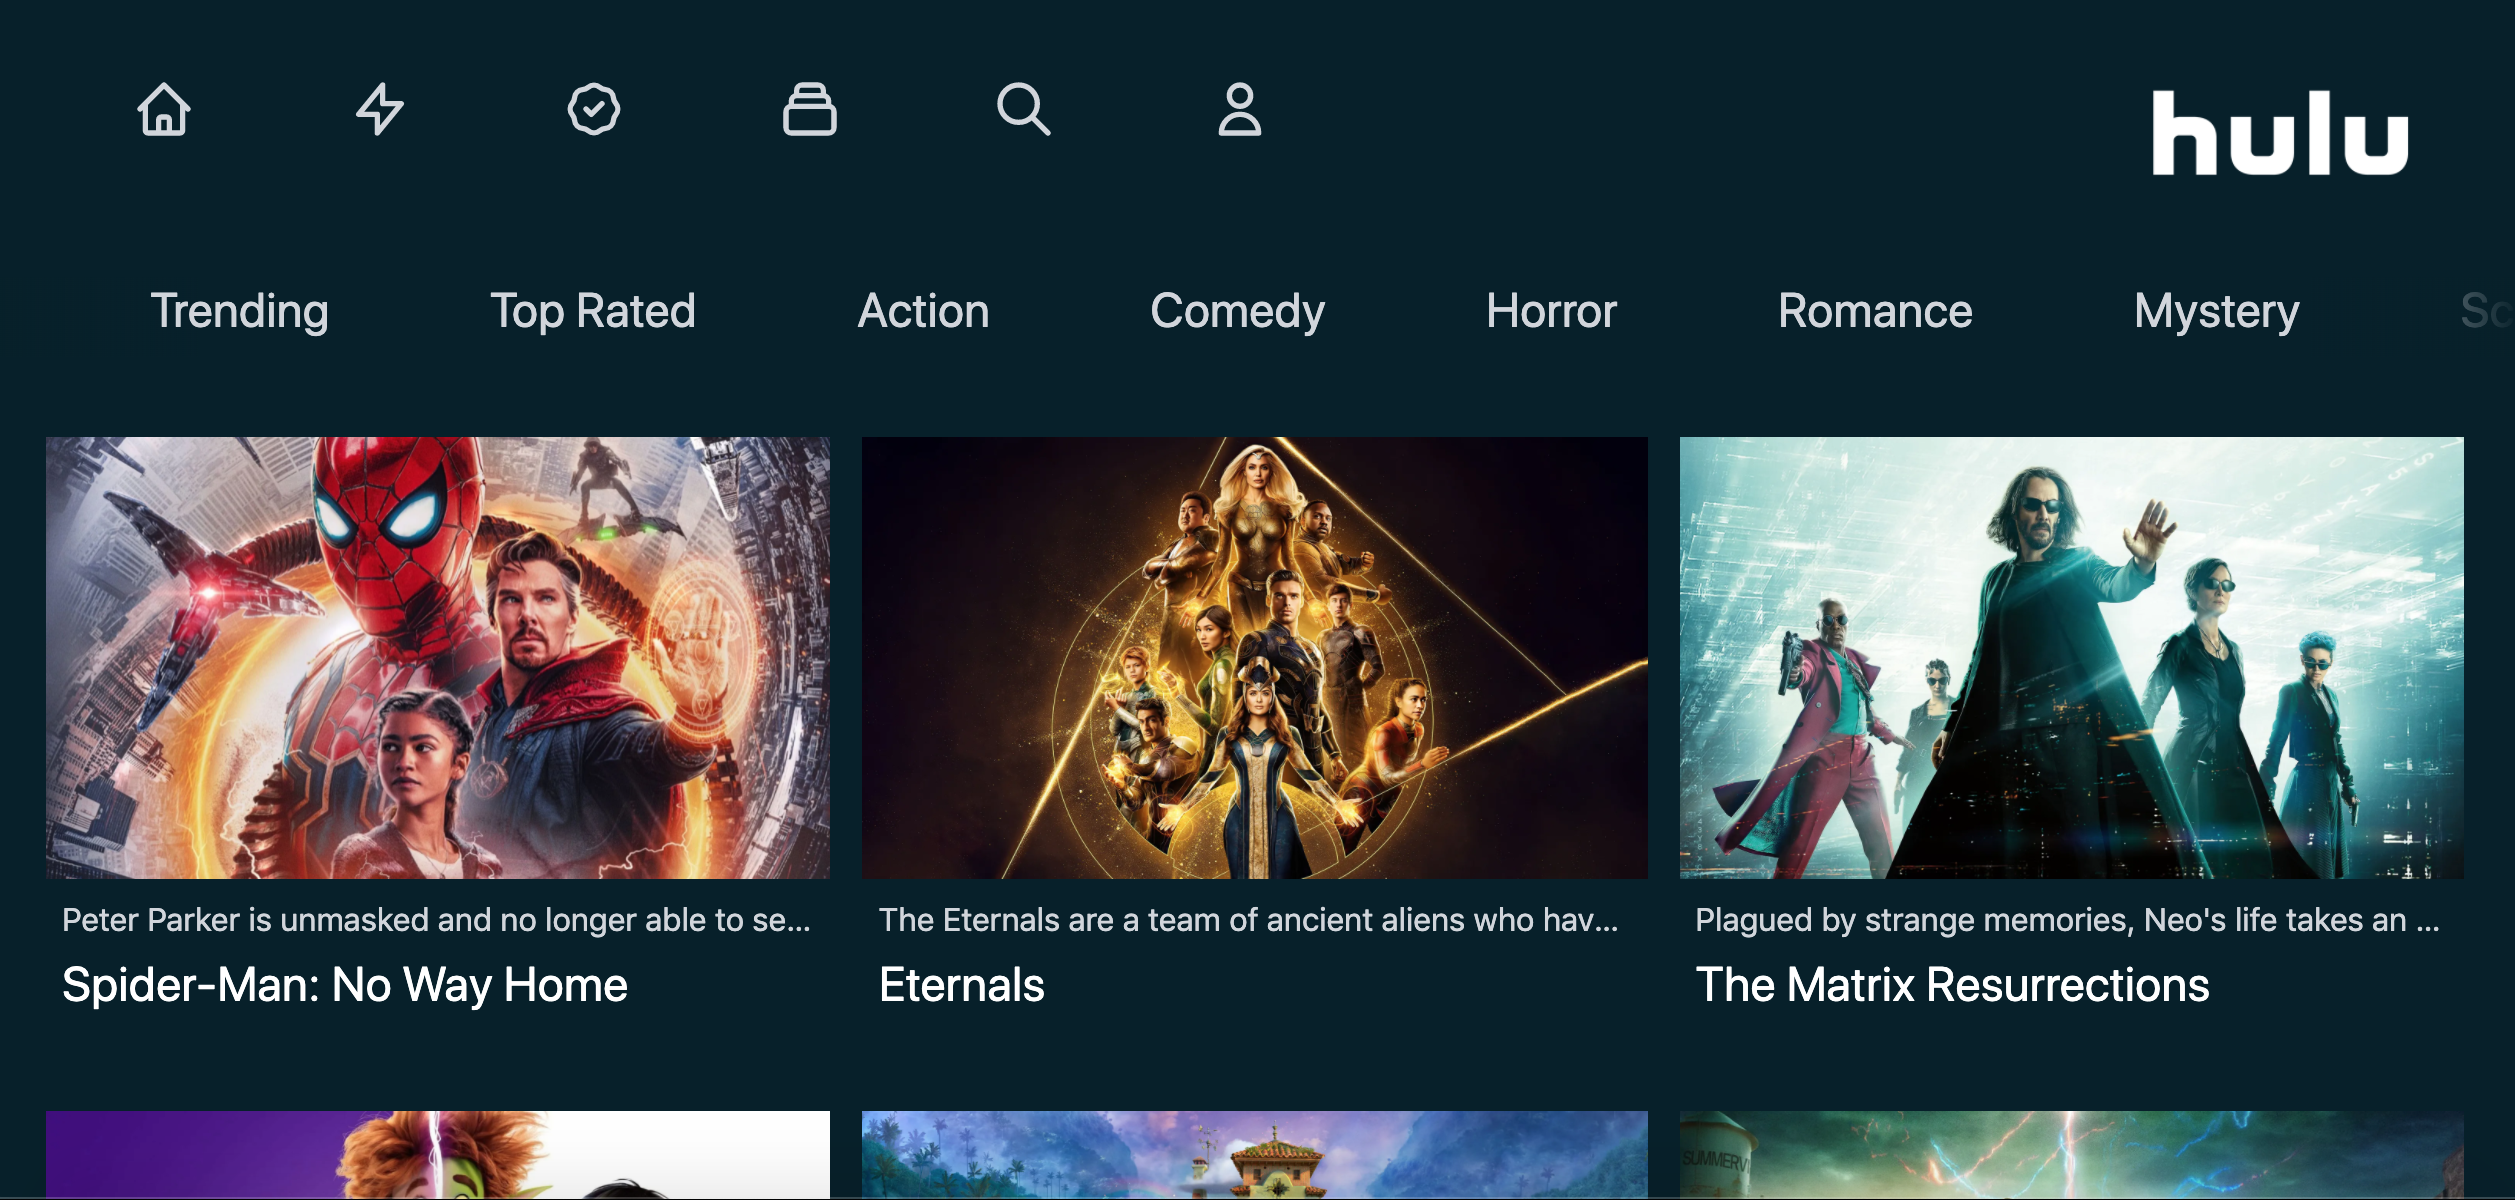 hulu
Trending Top Rated Action Comedy Horror Romance Mystery
Peter Parker is unmasked and no longer able to se...
Spider-Man: No Way Home
The Eternals are a team of ancient aliens who hav...
Eternals
Plagued by strange memories, Neo's life takes an ...
The Matrix Resurrections